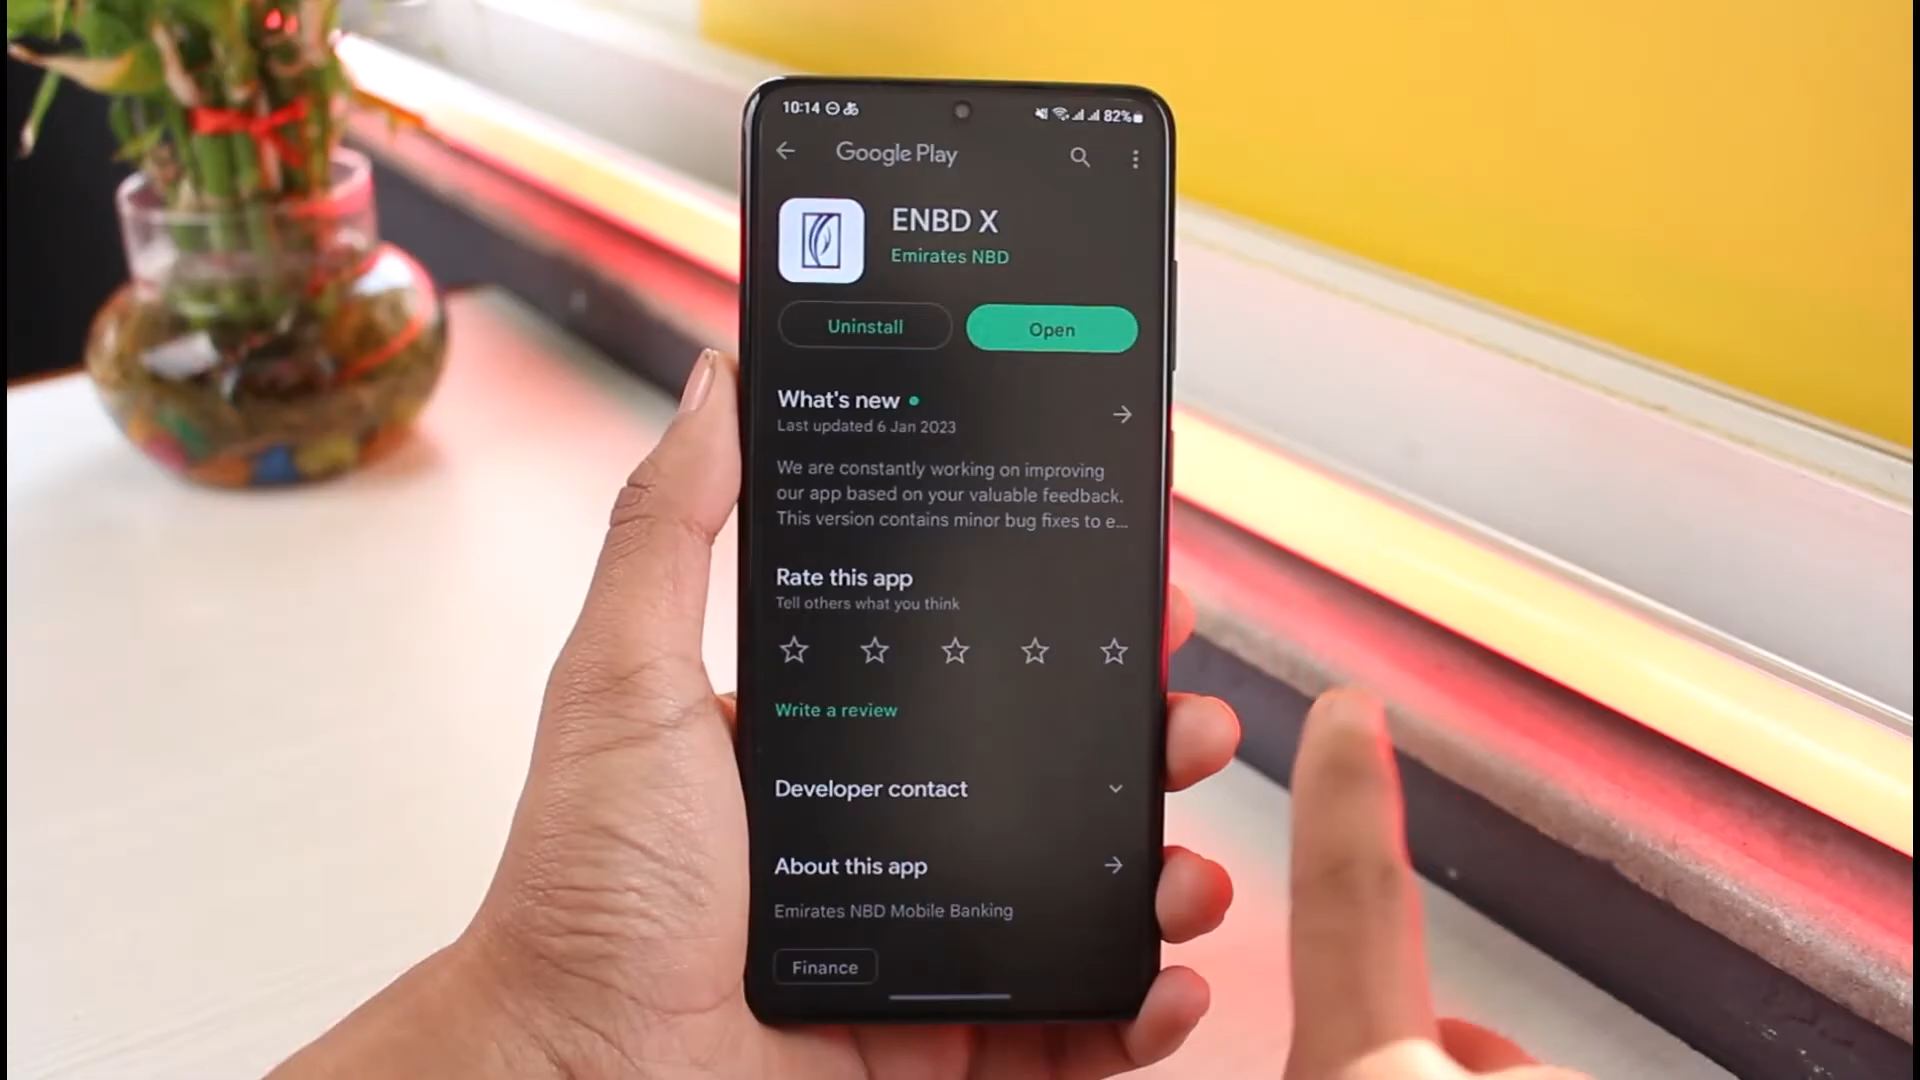 10:14
82%
Google Play
ENBD X
Emirates NBD
Uninstall
Open
What's new
Last updated 6 Jan 2023
We are constantly working on improving
our app based on your valuable feedback.
This version contains minor bug fixes to e...
Rate this app
Tell others what you think
Write a review
Developer contact
About this app
Emirates NBD Mobile Banking
Finance